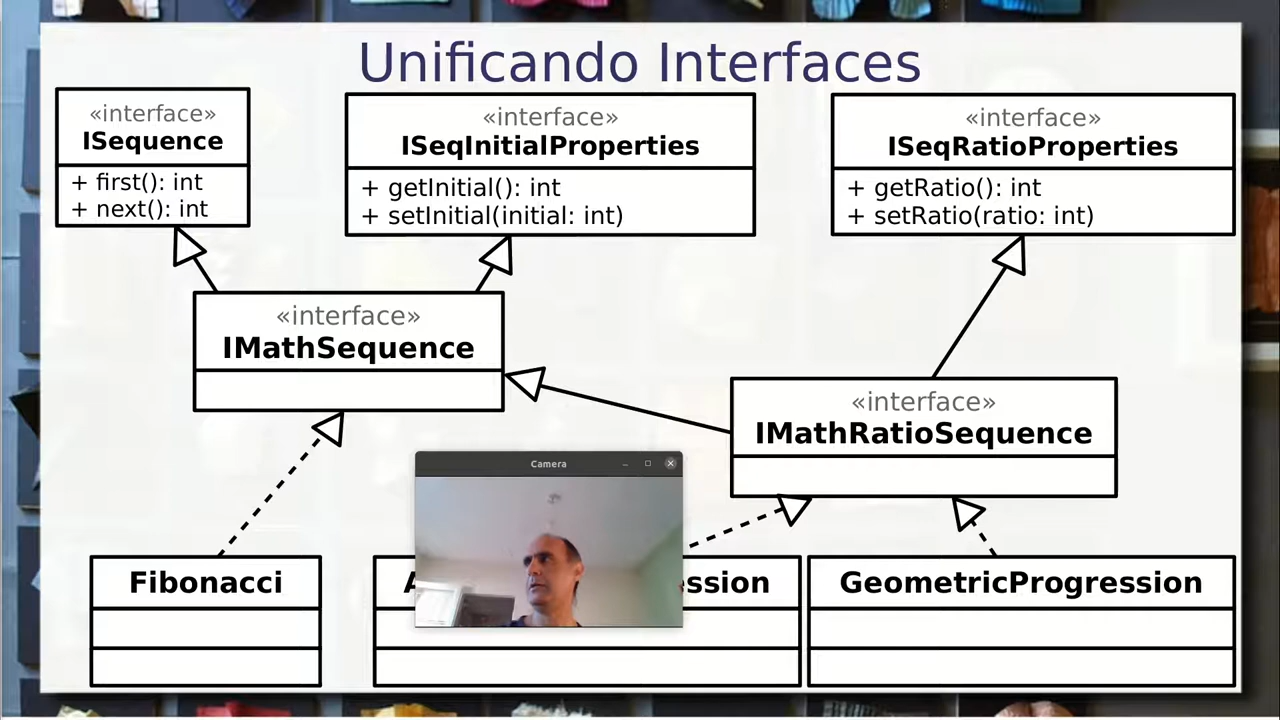 Unificando Interfaces
«interface»
ISequence
+ first(): int
+ next(): int
«interface»
ISeqInitialProperties
+ getInitial(): int
+ setInitial(initial: int)
«interface»
ISeqRatioProperties
+ getRatio(): int
+ setRatio(ratio: int)
«interface»
IMathSequence
«interface»
IMathRatioSequence
Camera
Fibonacci
GeometricProgression